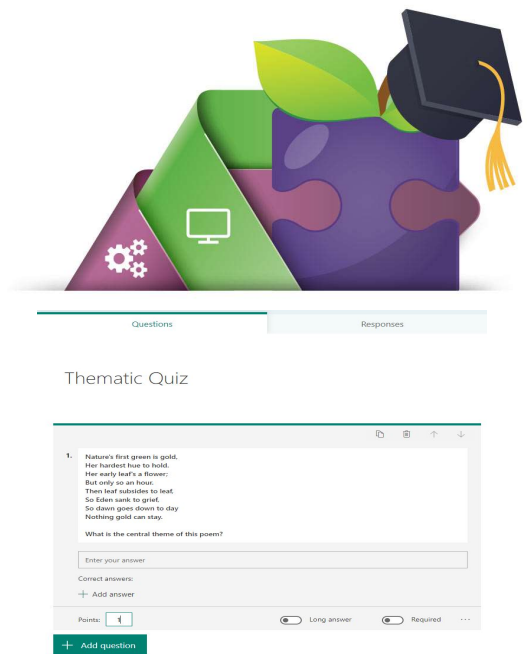 Questions Responses
Thematic Quiz
1. Nature's first green is gold,
Her hardest hue to hold.
Her early leaf's a flower;
But only so an hour.
Then leaf subsides to leaf,
So Eden sank to grief.
So dawn goes down to day
Nothing gold can stay.
What is the central theme of this poem?
Enter your answer
Correct answers:
+ Add answer
Points: 1 Long answer Required ...
+ Add question